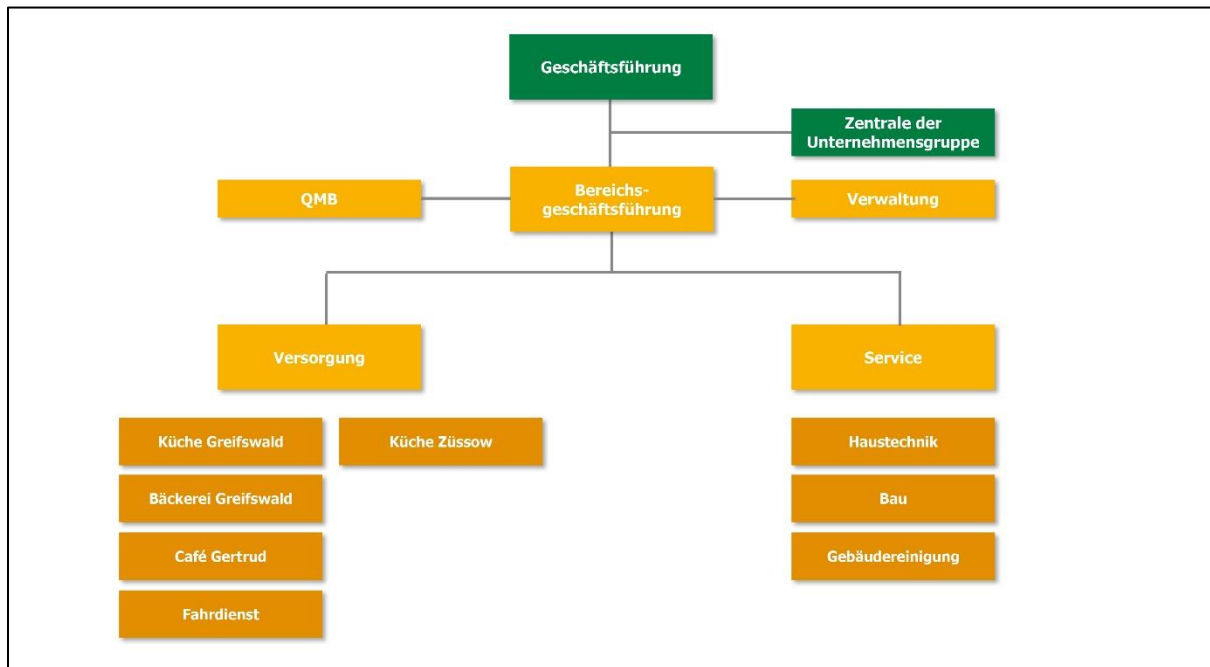 Geschäftsführung
Zentrale der
Unternehmensgruppe
QMB
Bereichs-
geschäftsführung
Verwaltung
Versorgung
Service
Küche Greifswald
Küche Züssow
Haustechnik
Bäckerei Greifswald
Bau
Café Gertrud
Gebäudereinigung
Fahrdienst